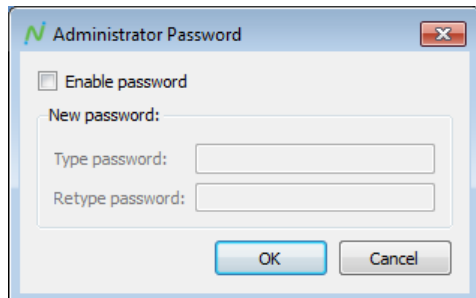 Administrator Password
Enable password
New password:
Type password:
Retype password:
OK Cancel